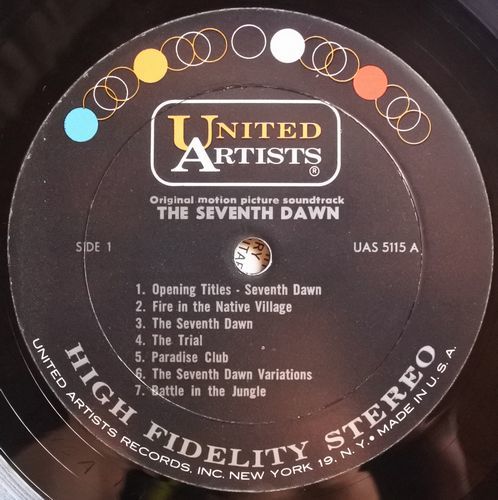 UNITED
ARTISTS
®
Original motion picture soundtrack
THE SEVENTH DAWN
SIDE 1
UAS 5115 A
1. Opening Titles - Seventh Dawn
2. Fire in the Native Village
3. The Seventh Dawn
4. The Trial
5. Paradise Club
6. The Seventh Dawn Variations
7. Battle in the Jungle
HIGH FIDELITY STEREO
UNITED ARTISTS RECORDS, INC. NEW YORK 19, N.Y. • MADE IN U.S.A.